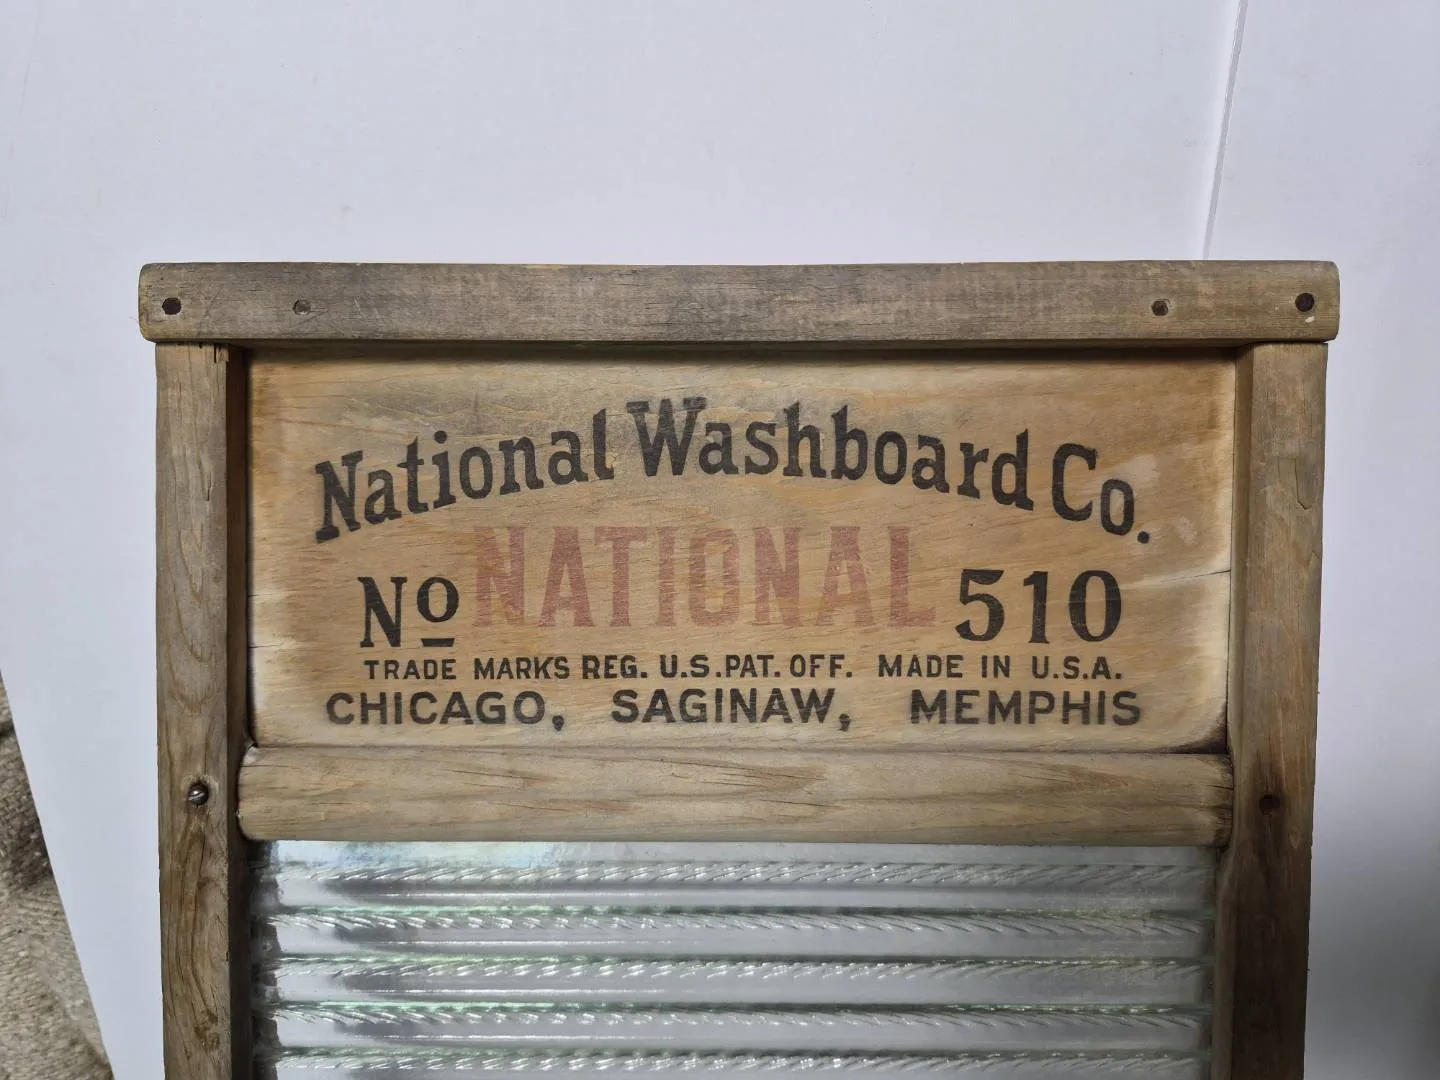 National Washboard Co.
No NATIONAL 510
TRADE MARKS REG. U.S. PAT. OFF. MADE IN U.S.A.
CHICAGO, SAGINAW, MEMPHIS